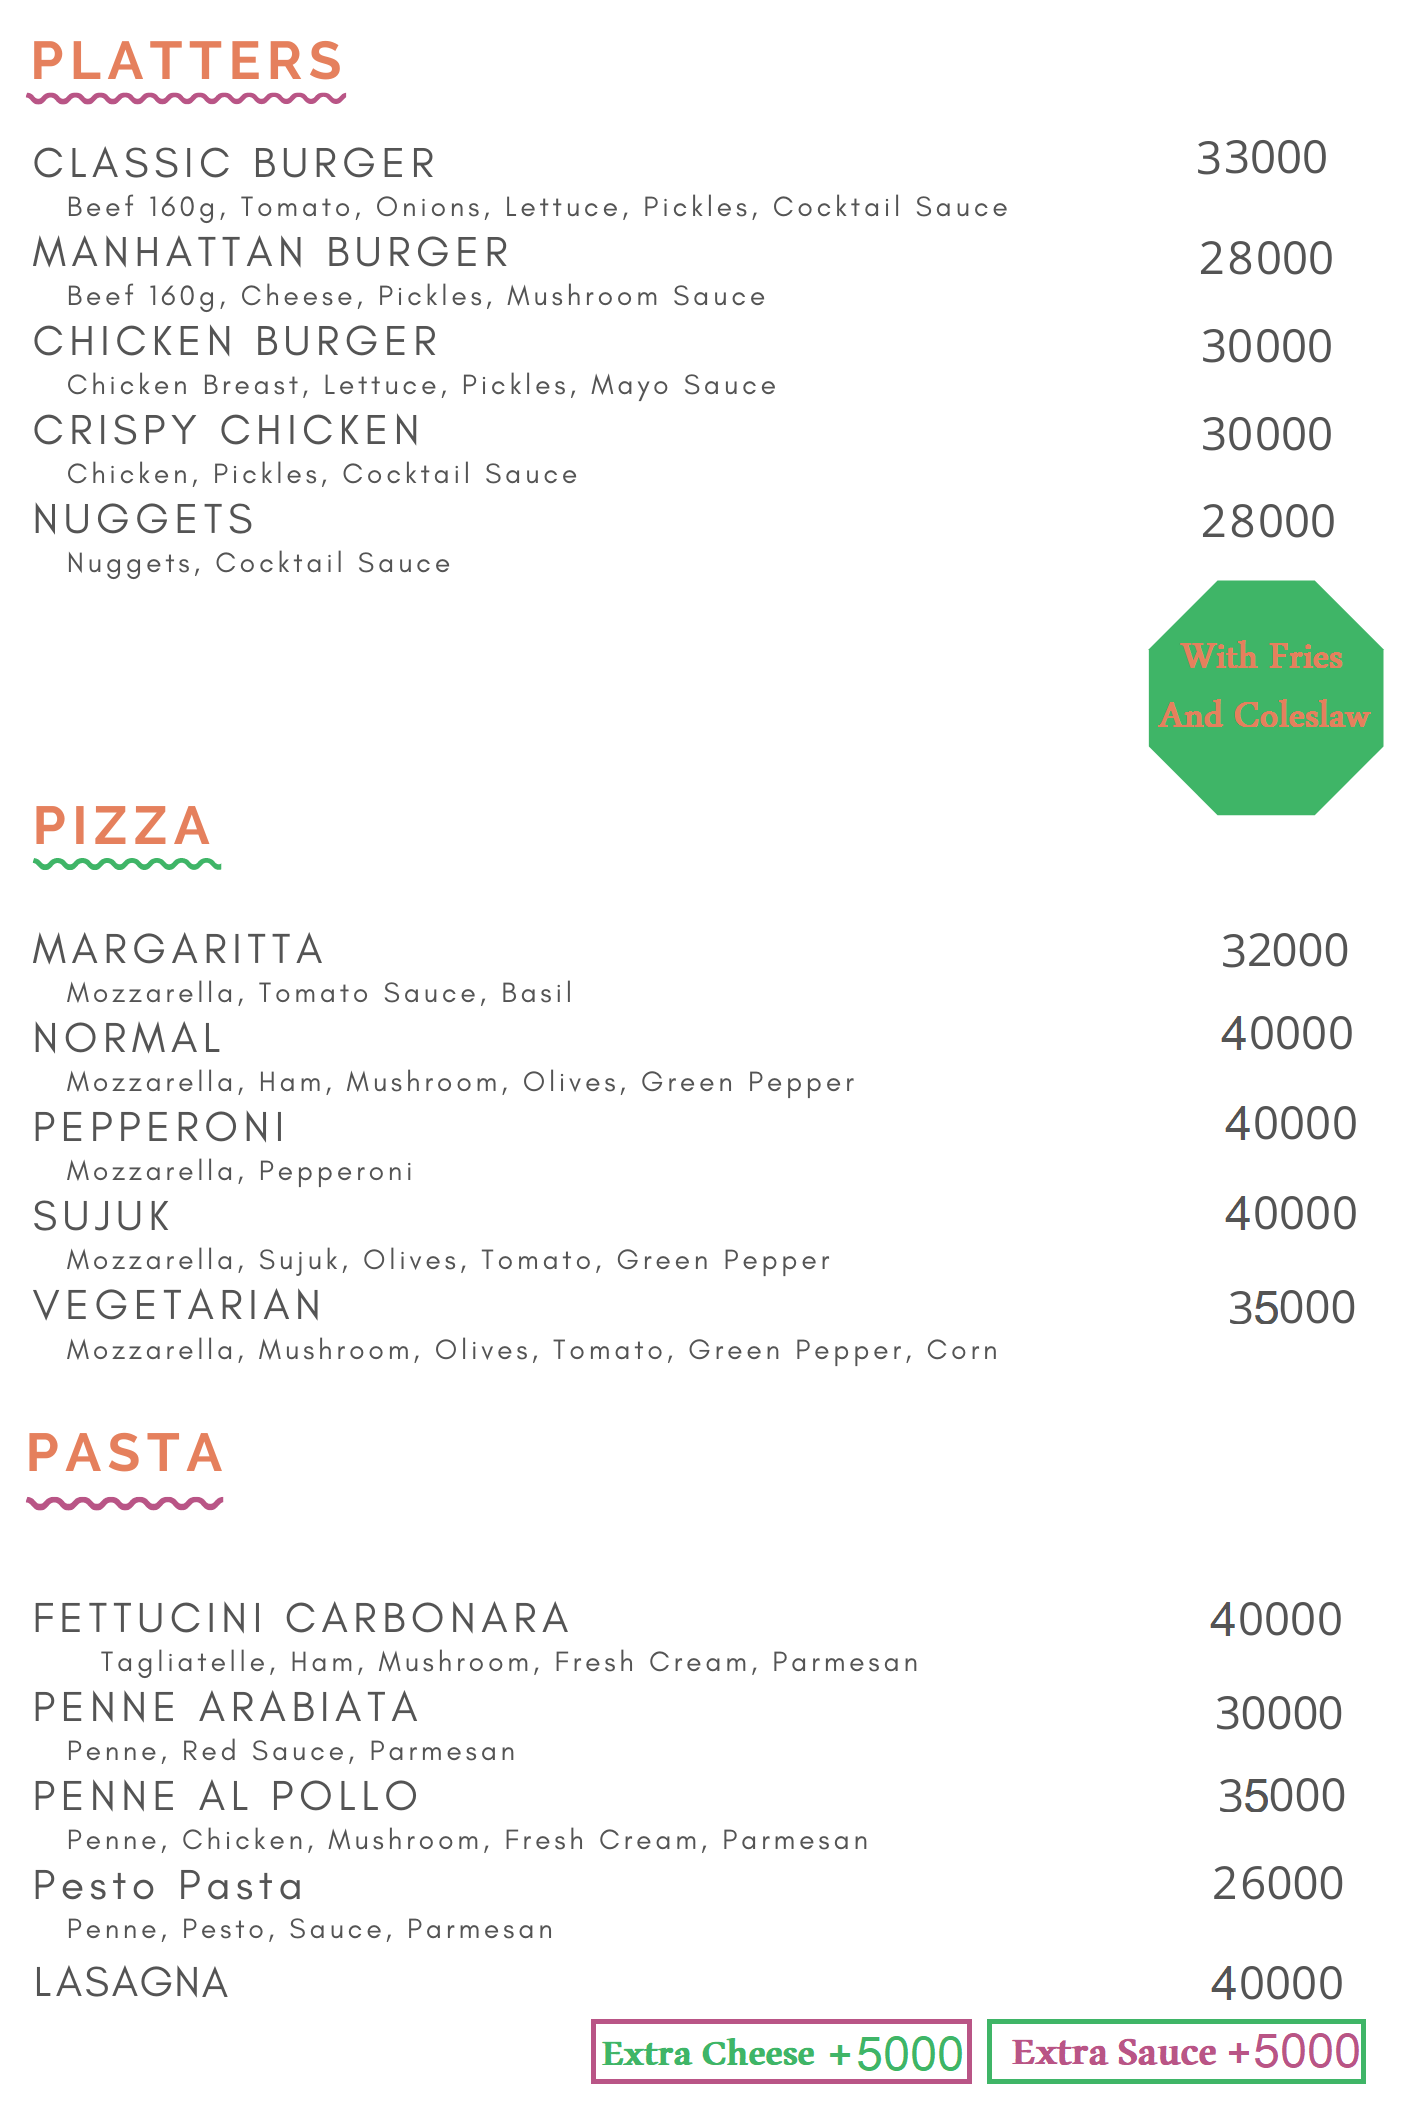 PLATTERS
CLASSIC BURGER 33000
Beef 160g, Tomato, Onions, Lettuce, Pickles, Cocktail Sauce
MANHATTAN BURGER 28000
Beef 160g, Cheese, Pickles, Mushroom Sauce
CHICKEN BURGER 30000
Chicken Breast, Lettuce, Pickles, Mayo Sauce
CRISPY CHICKEN 30000
Chicken, Pickles, Cocktail Sauce
NUGGETS 28000
Nuggets, Cocktail Sauce
With Fries
And Coleslaw
PIZZA
MARGARITTA 32000
Mozzarella, Tomato Sauce, Basil
NORMAL 40000
Mozzarella, Ham, Mushroom, Olives, Green Pepper
PEPPERONI 40000
Mozzarella, Pepperoni
SUJUK 40000
Mozzarella, Sujuk, Olives, Tomato, Green Pepper
VEGETARIAN 35000
Mozzarella, Mushroom, Olives, Tomato, Green Pepper, Corn
PASTA
FETTUCINI CARBONARA 40000
Tagliatelle, Ham, Mushroom, Fresh Cream, Parmesan
PENNE ARABIATA 30000
Penne, Red Sauce, Parmesan
PENNE AL POLLO 35000
Penne, Chicken, Mushroom, Fresh Cream, Parmesan
Pesto Pasta 26000
Penne, Pesto, Sauce, Parmesan
LASAGNA 40000
Extra Cheese +5000 Extra Sauce +5000